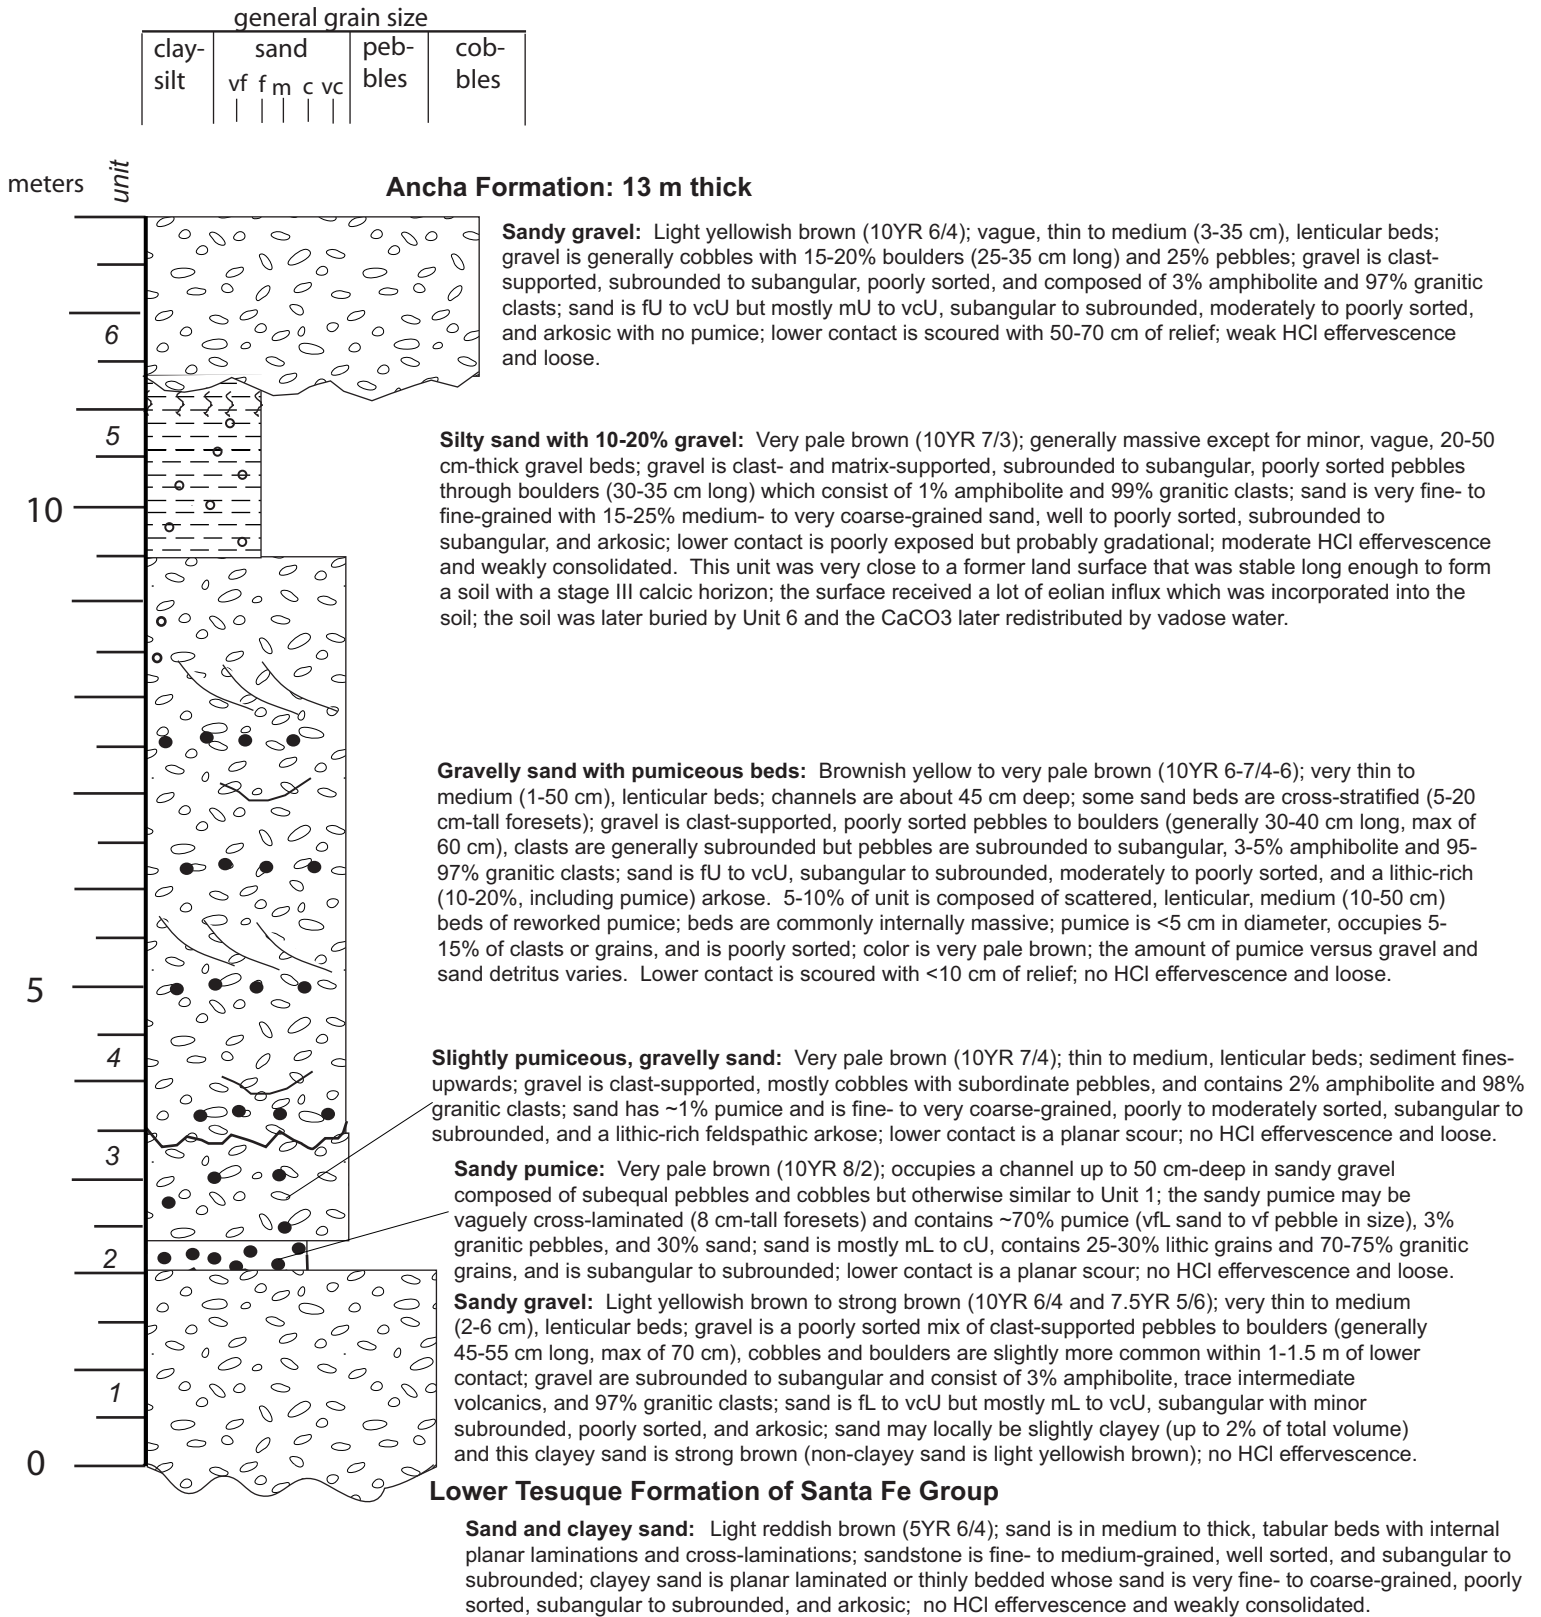 general grain size
clay-
silt
sand
vf f m c vc
peb-
bles
cob-
bles
meters
unit
Ancha Formation: 13 m thick
Sandy gravel: Light yellowish brown (10YR 6/4); vague, thin to medium (3-35 cm), lenticular beds;
gravel is generally cobbles with 15-20% boulders (25-35 cm long) and 25% pebbles; gravel is clast-
supported, subrounded to subangular, poorly sorted, and composed of 3% amphibolite and 97% granitic
clasts; sand is fU to vcU but mostly mU to vcU, subangular to subrounded, moderately to poorly sorted,
and arkosic with no pumice; lower contact is scoured with 50-70 cm of relief; weak HCl effervescence
and loose.
6
5
Silty sand with 10-20% gravel: Very pale brown (10YR 7/3); generally massive except for minor, vague, 20-50
cm-thick gravel beds; gravel is clast- and matrix-supported, subrounded to subangular, poorly sorted pebbles
through boulders (30-35 cm long) which consist of 1% amphibolite and 99% granitic clasts; sand is very fine- to
fine-grained with 15-25% medium- to very coarse-grained sand, well to poorly sorted, subrounded to
subangular, and arkosic; lower contact is poorly exposed but probably gradational; moderate HCl effervescence
and weakly consolidated. This unit was very close to a former land surface that was stable long enough to form
a soil with a stage III calcic horizon; the surface received a lot of eolian influx which was incorporated into the
soil; the soil was later buried by Unit 6 and the CaCO3 later redistributed by vadose water.
10
Gravelly sand with pumiceous beds: Brownish yellow to very pale brown (10YR 6-7/4-6); very thin to
medium (1-50 cm), lenticular beds; channels are about 45 cm deep; some sand beds are cross-stratified (5-20
cm-tall foresets); gravel is clast-supported, poorly sorted pebbles to boulders (generally 30-40 cm long, max of
60 cm), clasts are generally subrounded but pebbles are subrounded to subangular, 3-5% amphibolite and 95-
97% granitic clasts; sand is fU to vcU, subangular to subrounded, moderately to poorly sorted, and a lithic-rich
(10-20%, including pumice) arkose. 5-10% of unit is composed of scattered, lenticular, medium (10-50 cm)
beds of reworked pumice; beds are commonly internally massive; pumice is <5 cm in diameter, occupies 5-
15% of clasts or grains, and is poorly sorted; color is very pale brown; the amount of pumice versus gravel and
sand detritus varies. Lower contact is scoured with <10 cm of relief; no HCl effervescence and loose.
5
4
Slightly pumiceous, gravelly sand: Very pale brown (10YR 7/4); thin to medium, lenticular beds; sediment fines-
upwards; gravel is clast-supported, mostly cobbles with subordinate pebbles, and contains 2% amphibolite and 98%
granitic clasts; sand has ~1% pumice and is fine- to very coarse-grained, poorly to moderately sorted, subangular to
subrounded, and a lithic-rich feldspathic arkose; lower contact is a planar scour; no HCl effervescence and loose.
3
Sandy pumice: Very pale brown (10YR 8/2); occupies a channel up to 50 cm-deep in sandy gravel
composed of subequal pebbles and cobbles but otherwise similar to Unit 1; the sandy pumice may be
vaguely cross-laminated (8 cm-tall foresets) and contains ~70% pumice (vfL sand to vf pebble in size), 3%
granitic pebbles, and 30% sand; sand is mostly mL to cU, contains 25-30% lithic grains and 70-75% granitic
grains, and is subangular to subrounded; lower contact is a planar scour; no HCl effervescence and loose.
2
Sandy gravel: Light yellowish brown to strong brown (10YR 6/4 and 7.5YR 5/6); very thin to medium
(2-6 cm), lenticular beds; gravel is a poorly sorted mix of clast-supported pebbles to boulders (generally
45-55 cm long, max of 70 cm), cobbles and boulders are slightly more common within 1-1.5 m of lower
contact; gravel are subrounded to subangular and consist of 3% amphibolite, trace intermediate
volcanics, and 97% granitic clasts; sand is fL to vcU but mostly mL to vcU, subangular with minor
subrounded, poorly sorted, and arkosic; sand may locally be slightly clayey (up to 2% of total volume)
and this clayey sand is strong brown (non-clayey sand is light yellowish brown); no HCl effervescence.
1
0
Lower Tesuque Formation of Santa Fe Group
Sand and clayey sand: Light reddish brown (5YR 6/4); sand is in medium to thick, tabular beds with internal
planar laminations and cross-laminations; sandstone is fine- to medium-grained, well sorted, and subangular to
subrounded; clayey sand is planar laminated or thinly bedded whose sand is very fine- to coarse-grained, poorly
sorted, subangular to subrounded, and arkosic; no HCl effervescence and weakly consolidated.